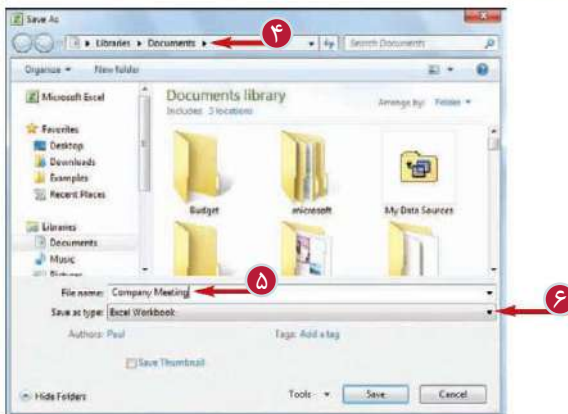 Save As
Libraries ▸ Documents ▸
۴
Search Documents
Organize
New folder
Microsoft Excel
Documents library
Includes: 3 locations
Arrange by: Folder
Favorites
Desktop
Downloads
Examples
Recent Places
Libraries
Documents
Music
Pictures
Budget
microsoft
My Data Sources
File name: Company Meeting
۵
Save as type: Excel Workbook
۶
Authors: Paul
Tags: Add a tag
Save Thumbnail
Hide Folders
Tools
Save
Cancel